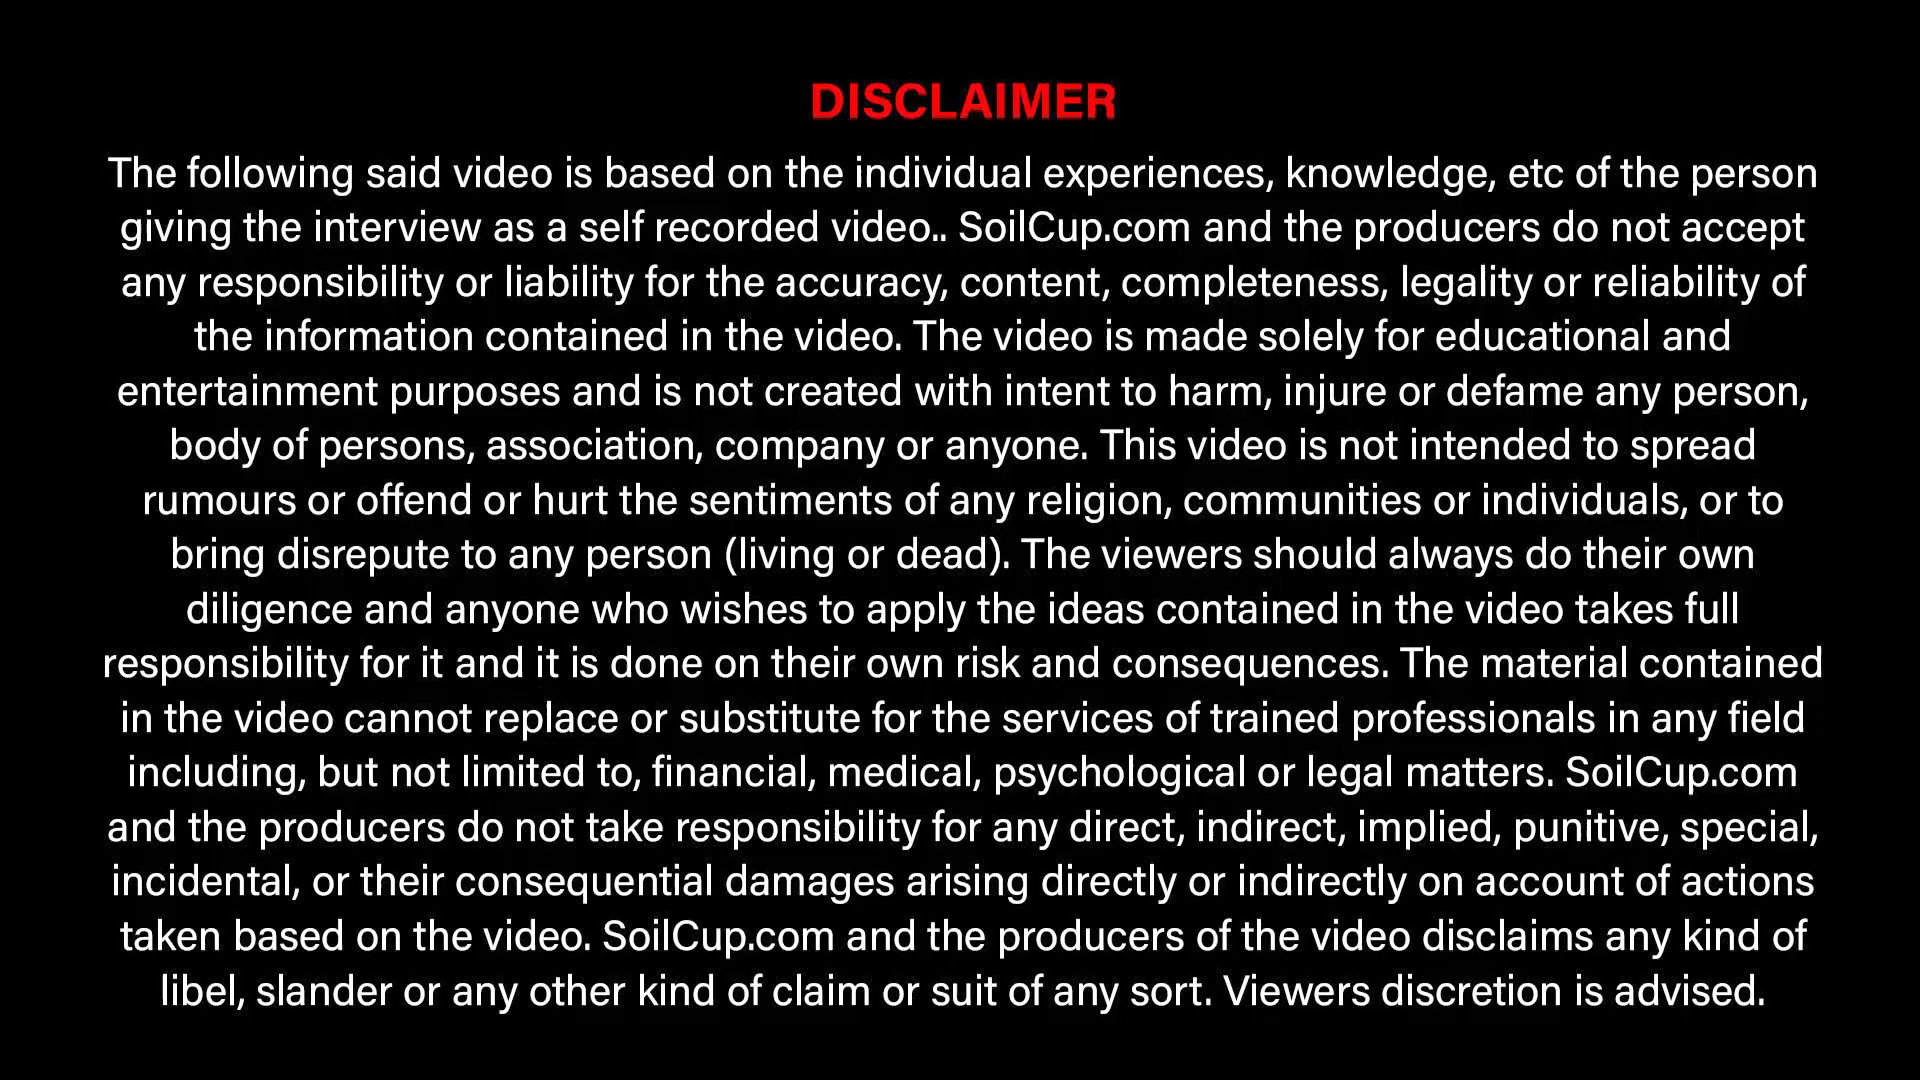 DISCLAIMER
The following said video is based on the individual experiences, knowledge, etc of the person
giving the interview as a self recorded video.. SoilCup.com and the producers do not accept
any responsibility or liability for the accuracy, content, completeness, legality or reliability of
the information contained in the video. The video is made solely for educational and
entertainment purposes and is not created with intent to harm, injure or defame any person,
body of persons, association, company or anyone. This video is not intended to spread
rumours or offend or hurt the sentiments of any religion, communities or individuals, or to
bring disrepute to any person (living or dead). The viewers should always do their own
diligence and anyone who wishes to apply the ideas contained in the video takes full
responsibility for it and it is done on their own risk and consequences. The material contained
in the video cannot replace or substitute for the services of trained professionals in any field
including, but not limited to, financial, medical, psychological or legal matters. SoilCup.com
and the producers do not take responsibility for any direct, indirect, implied, punitive, special,
incidental, or their consequential damages arising directly or indirectly on account of actions
taken based on the video. SoilCup.com and the producers of the video disclaims any kind of
libel, slander or any other kind of claim or suit of any sort. Viewers discretion is advised.